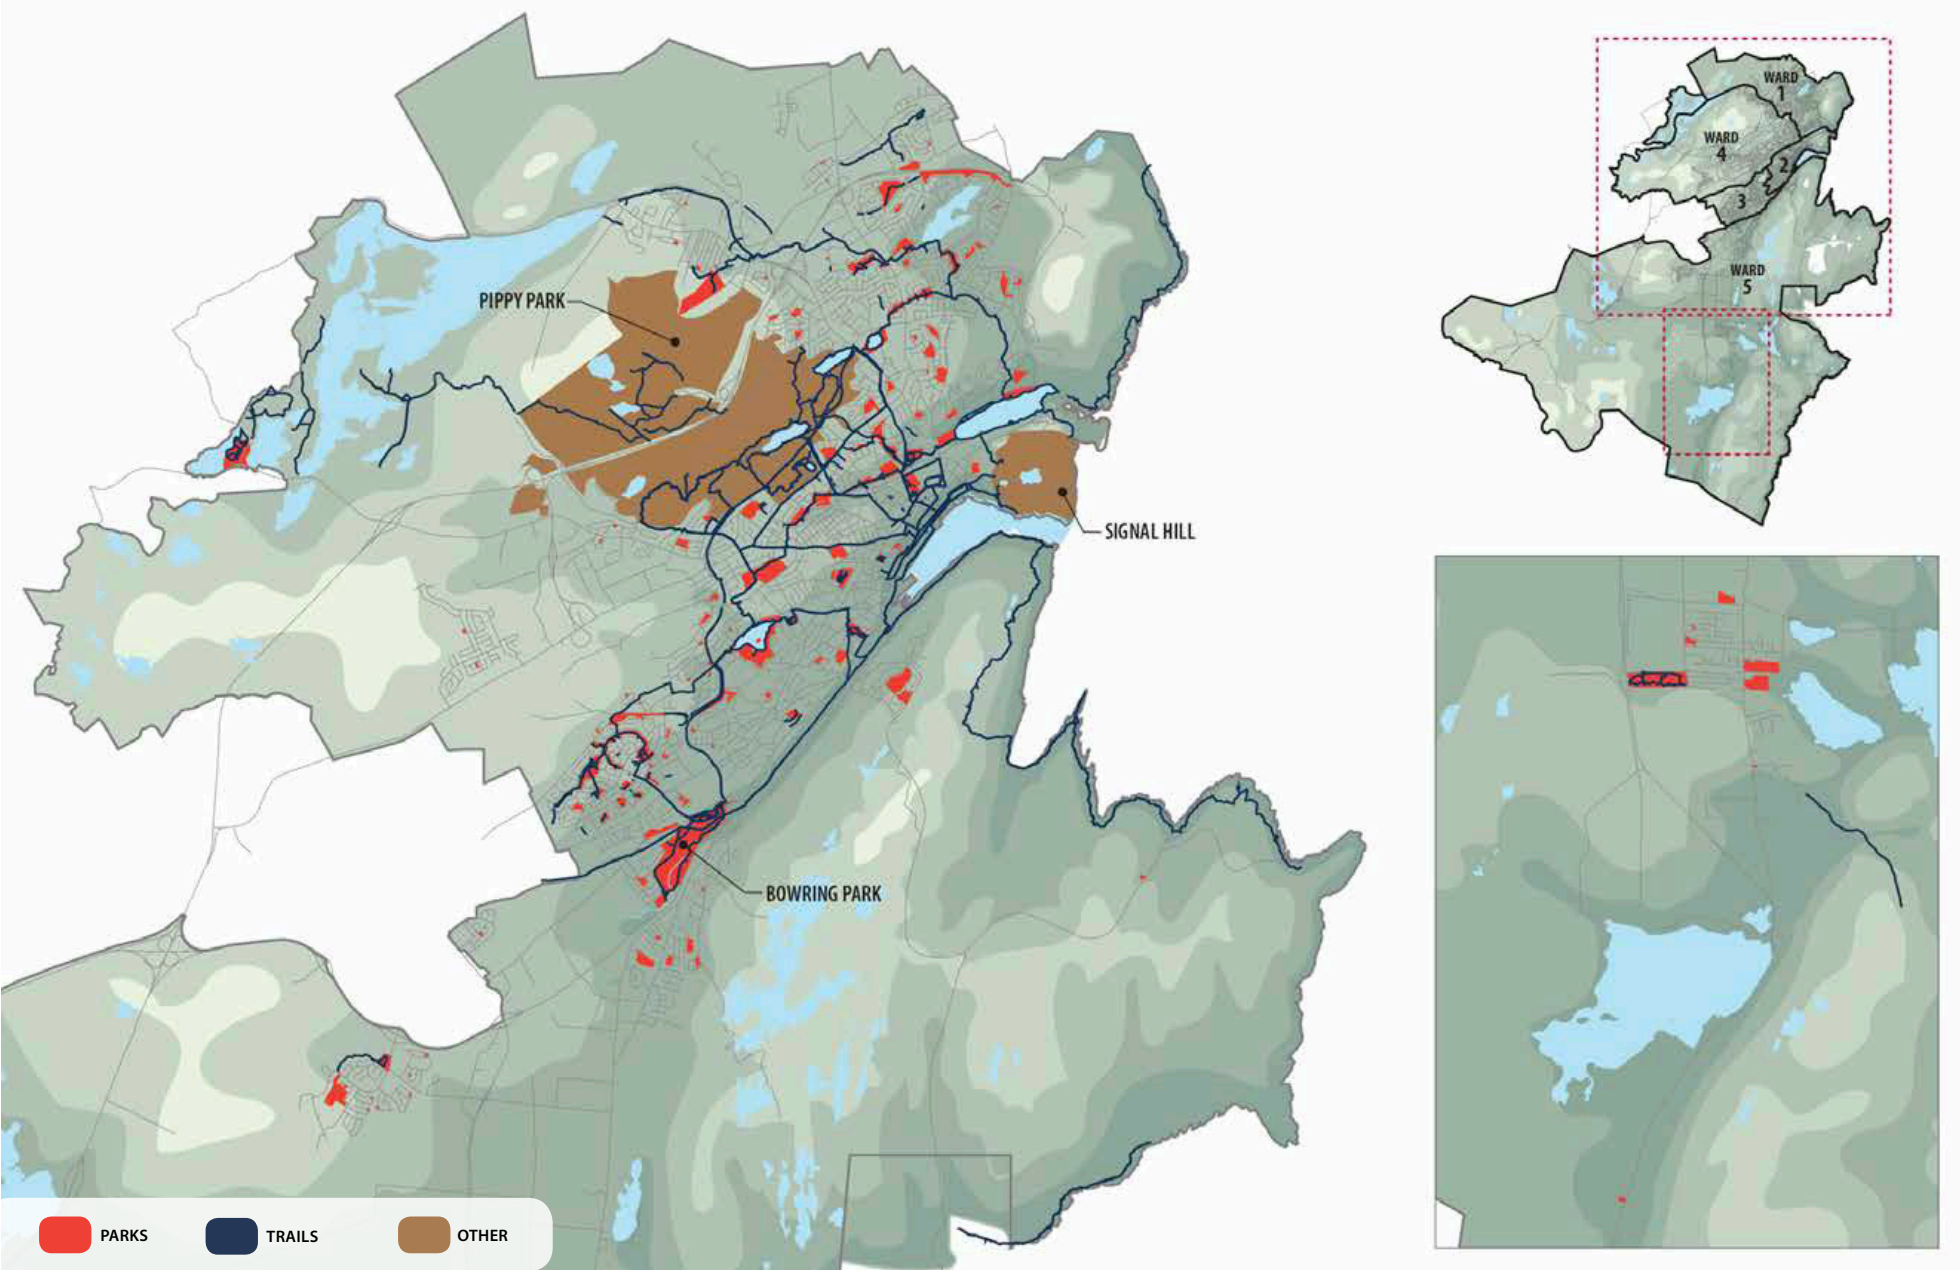 PIPPY PARK
SIGNAL HILL
BOWRING PARK
WARD
1
WARD
4
2
3
WARD
5
PARKS
TRAILS
OTHER